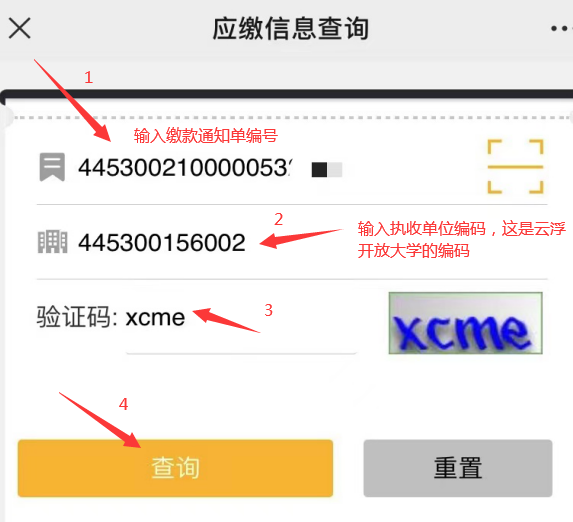 应缴信息查询
1
输入缴款通知单编号
445300210000053
2
445300156002
输入执收单位编码，这是云浮
开放大学的编码
验证码: xcme
3
xcme
4
查询
重置